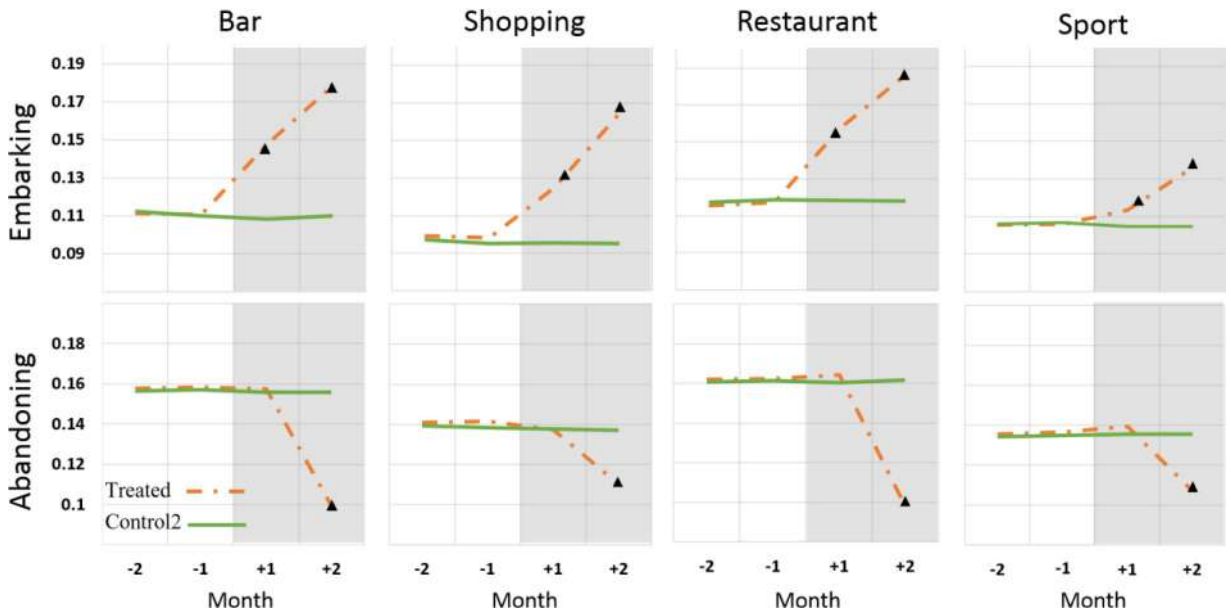 Bar Shopping Restaurant Sport
Embarking
0.19
0.17
0.15
0.13
0.11
0.09
Abandoning
0.18
0.16
0.14
0.12
0.1
Treated
Control2
-2 -1 +1 +2 -2 -1 +1 +2 -2 -1 +1 +2 -2 -1 +1 +2
Month Month Month Month